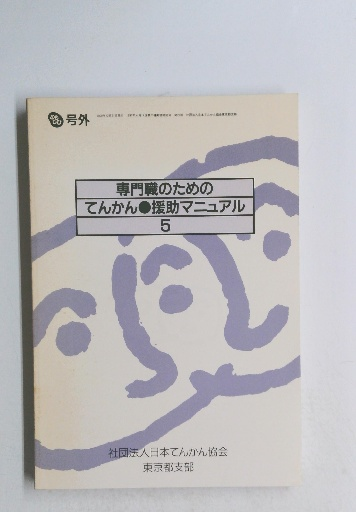 号外
専門職のための
てんかん●援助マニュアル
5
社団法人日本てんかん協会
東京都支部